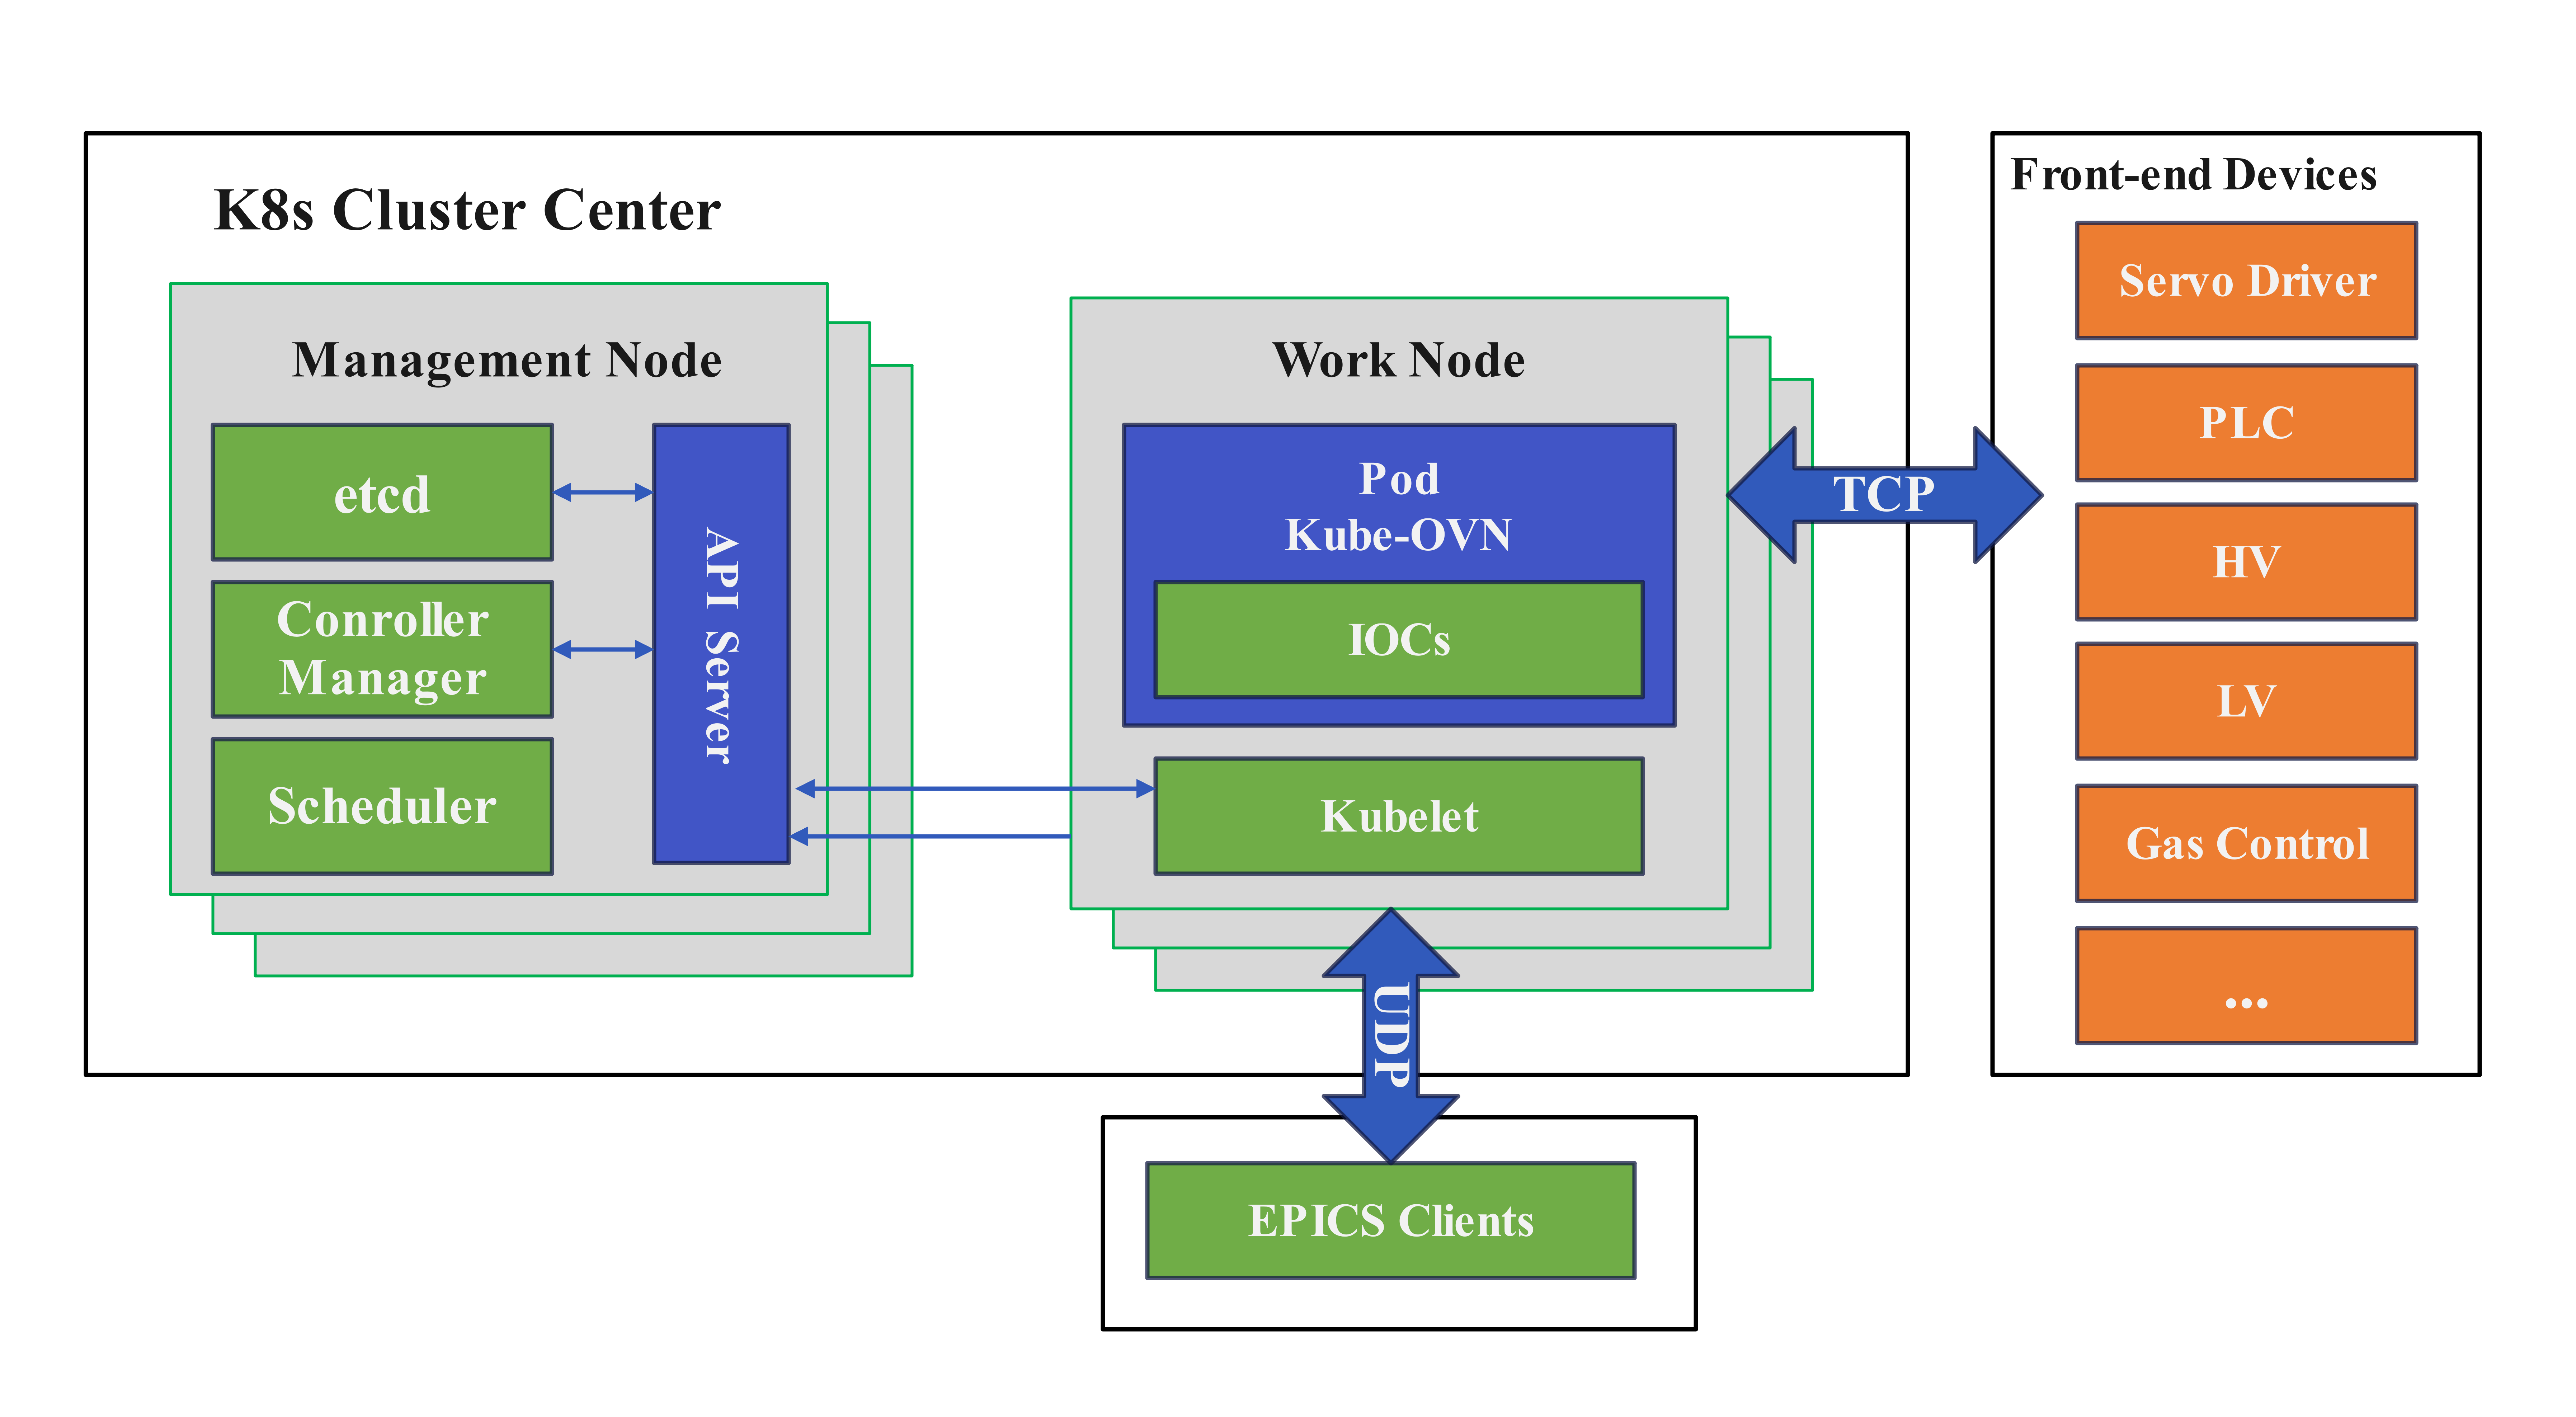 K8s Cluster Center
Management Node
etcd
Conroller
Manager
Scheduler
API Server
Work Node
Pod
Kube-OVN
IOCs
Kubelet
TCP
UDP
EPICS Clients
Front-end Devices
Servo Driver
PLC
HV
LV
Gas Control
...